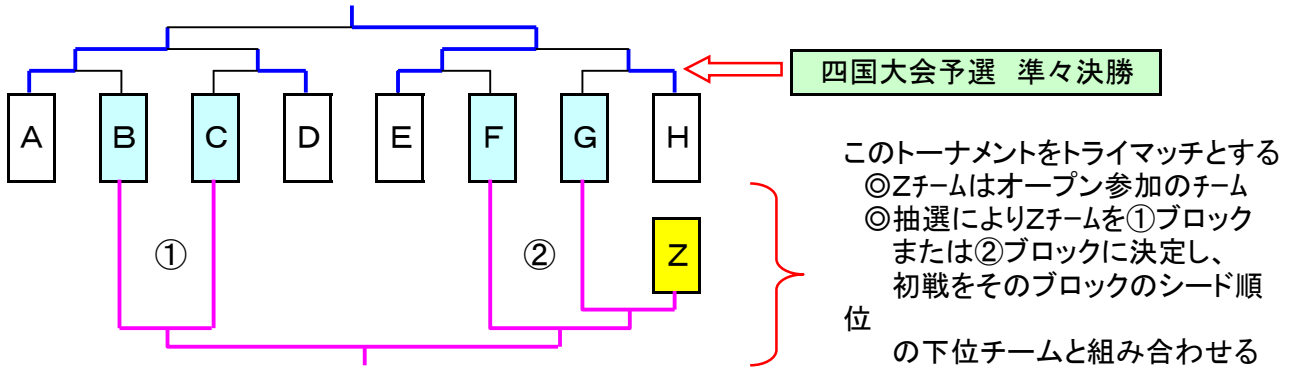 四国大会予選 準々決勝
A B C D E F G H
このトーナメントをトライマッチとする
◎Zチームはオープン参加のチーム
◎抽選によりZチームを①ブロック
または②ブロックに決定し、
初戦をそのブロックのシード順
位
の下位チームと組み合わせる
① ② Z